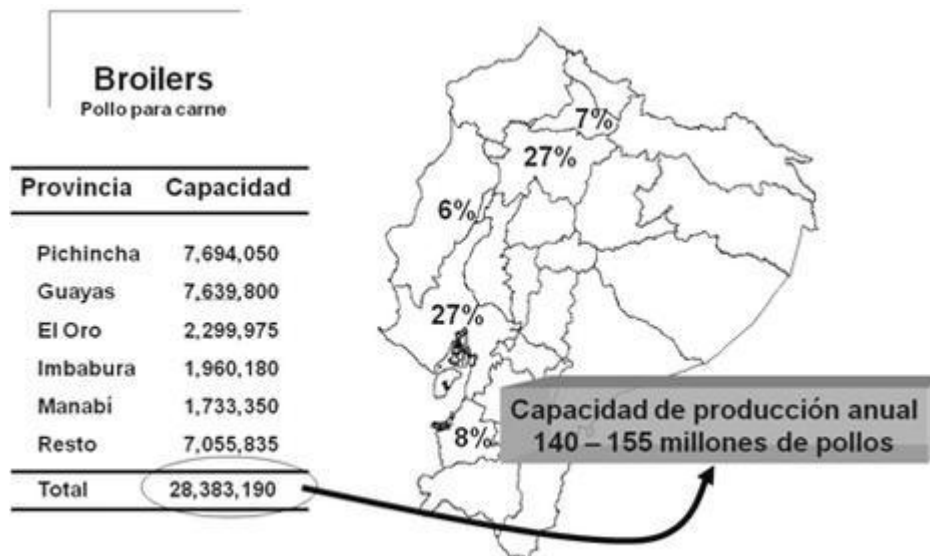 Broilers
Pollo para carne
Provincia Capacidad
Pichincha 7,694,050
Guayas 7,639,800
El Oro 2,299,975
Imbabura 1,960,180
Manabí 1,733,350
Resto 7,055,835
Total 28,383,190
7%
27%
6%
27%
8%
Capacidad de producción anual
140 – 155 millones de pollos